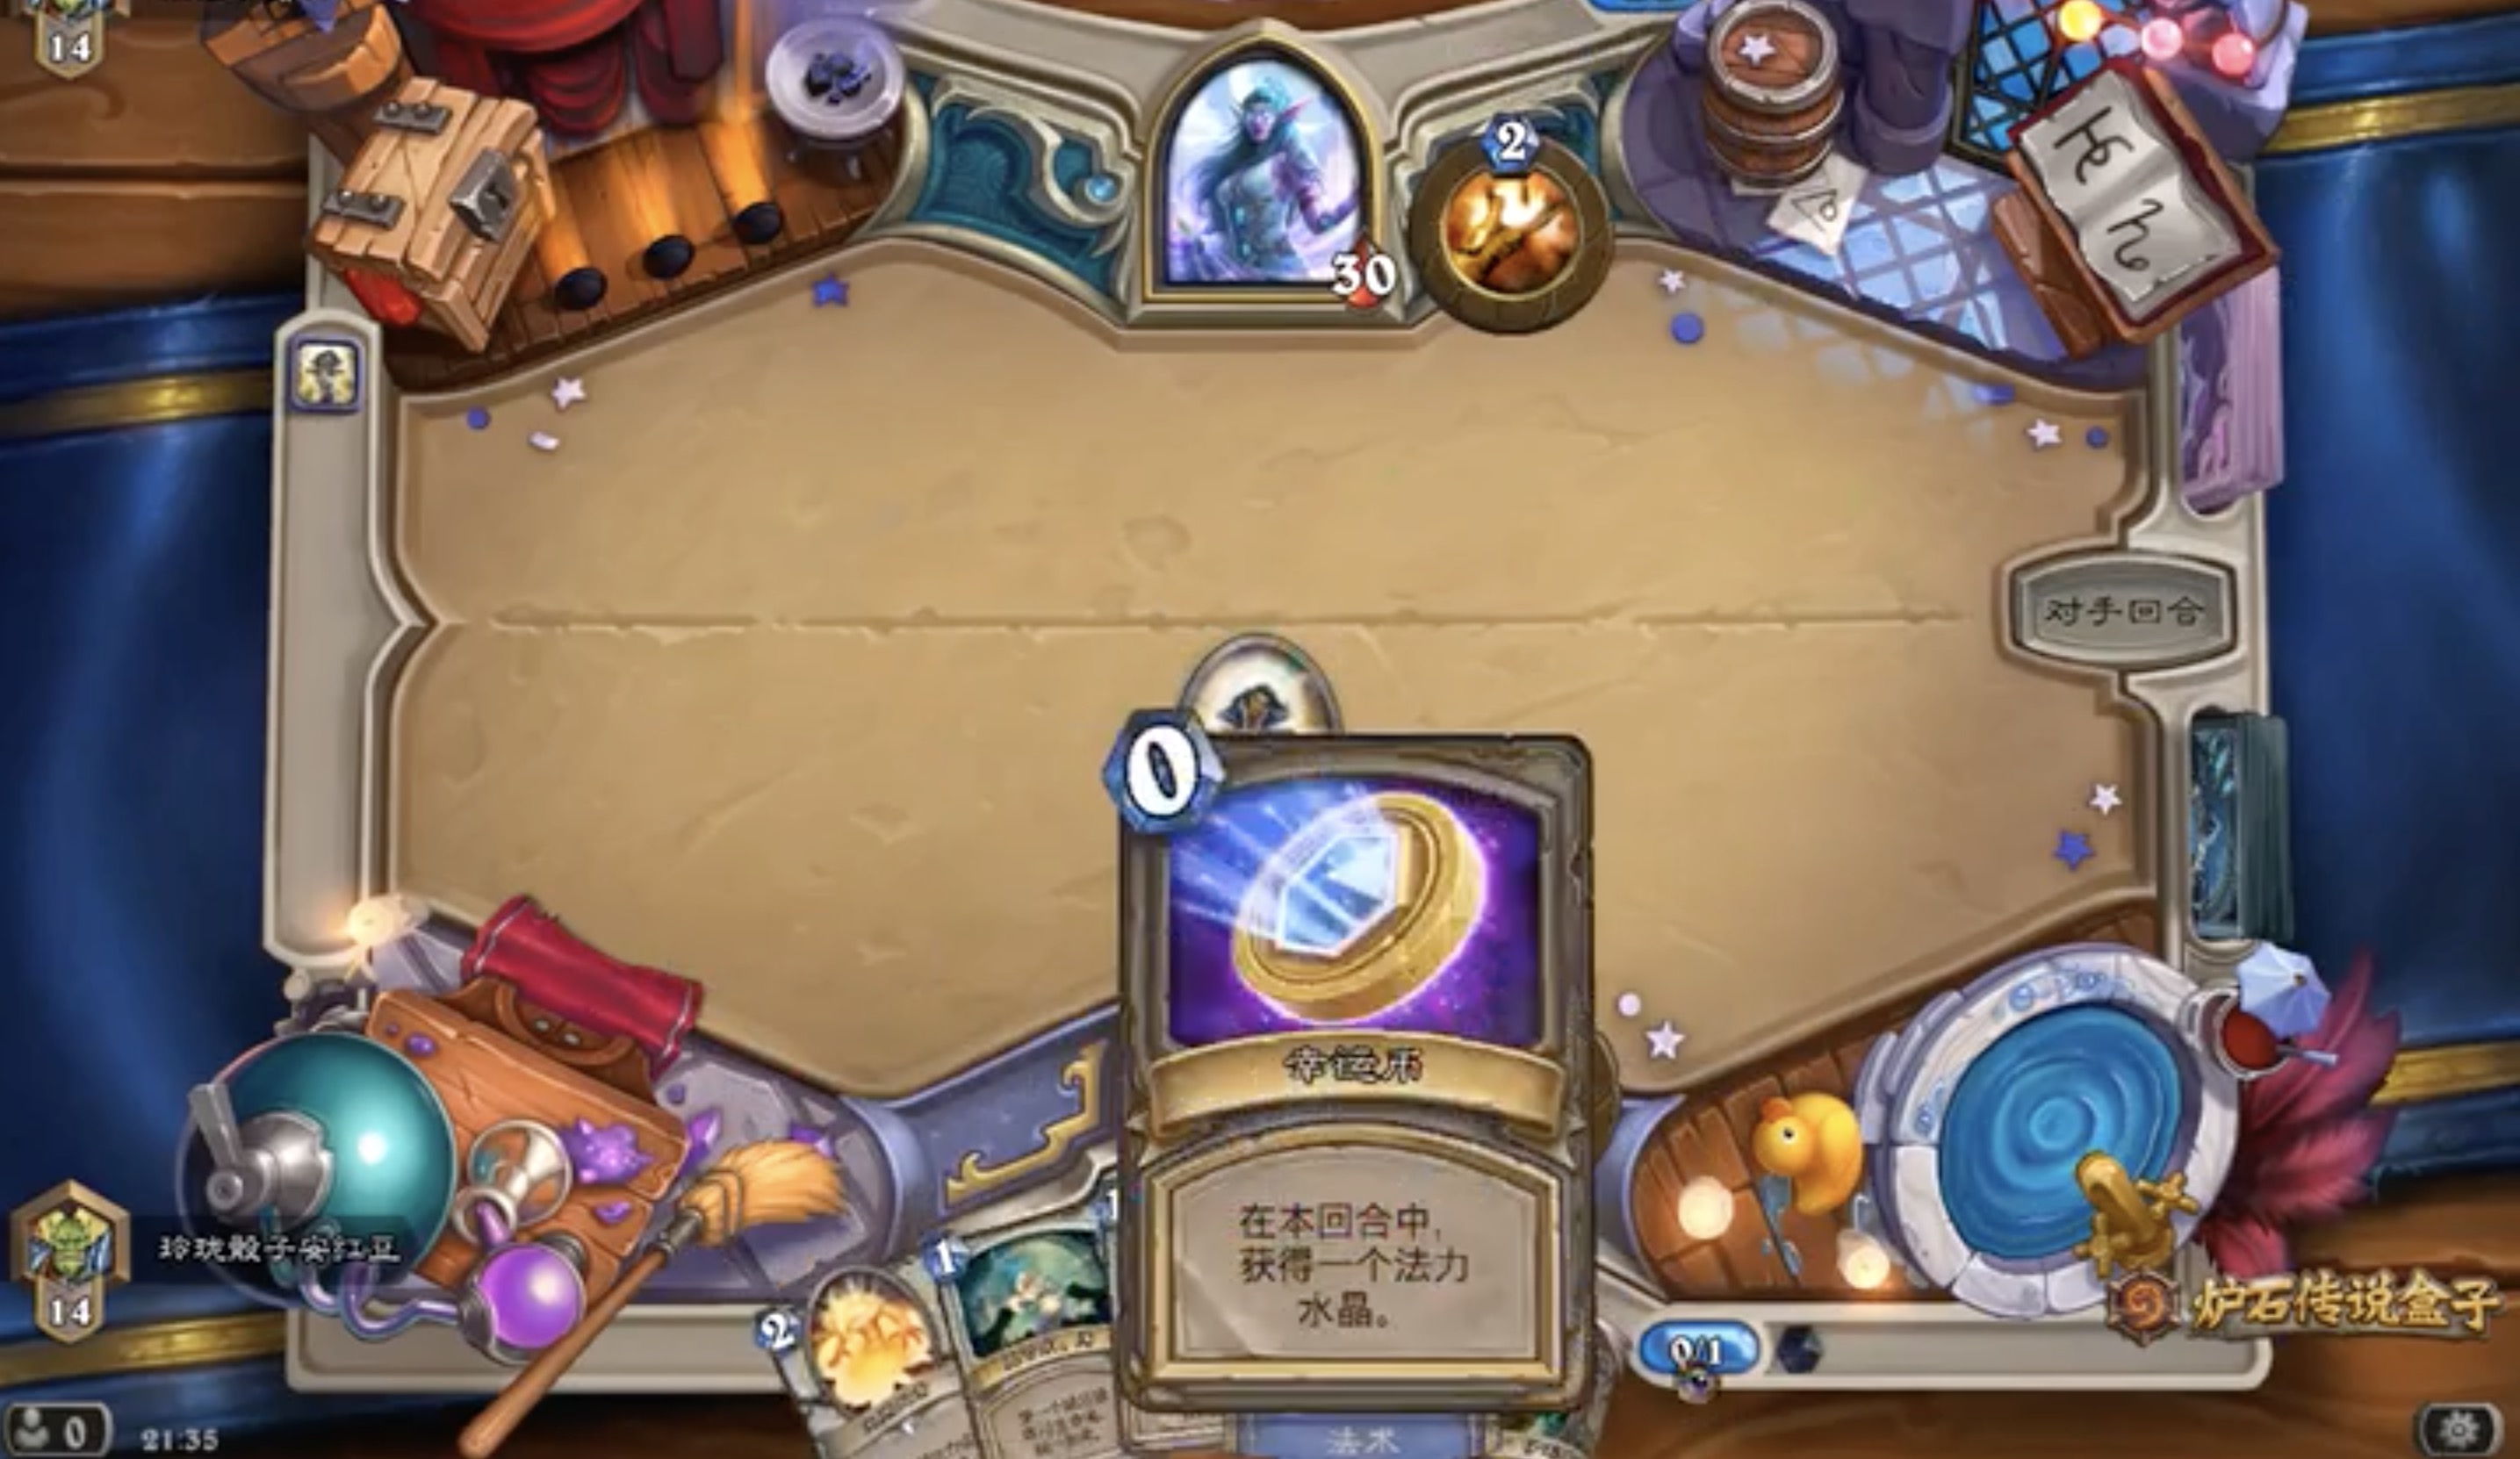 14
2
30
对手回合
0
幸运币
在本回合中,
获得一个法力
水晶。
法术
1
2
玲珑骰子安红豆
14
0/1
炉石传说盒子
0
21:35